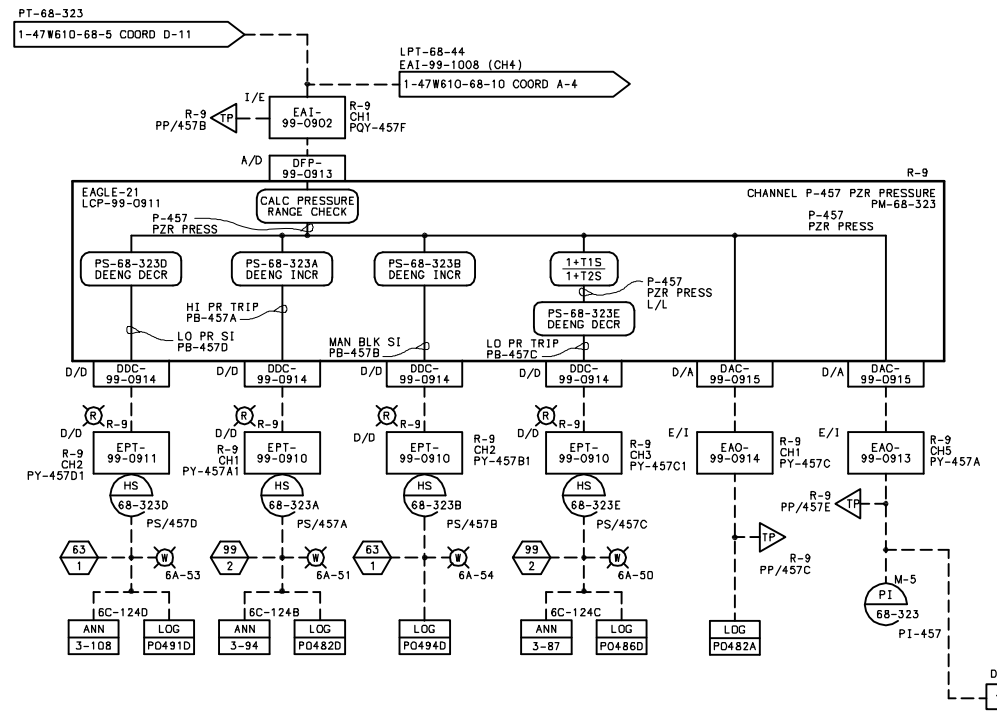 PT-68-323
1-47W610-68-5 COORD D-11
LPT-68-44
EAI-99-1008 (CH4)
1-47W610-68-10 COORD A-4
I/E
R-9
PP/457B
TP
EAI-
99-0902
R-9
CH1
PQY-457F
A/D
DFP-
99-0913
R-9
EAGLE-21
LCP-99-0911
CALC PRESSURE
RANGE CHECK
CHANNEL P-457 PZR PRESSURE
PM-68-323
P-457
PZR PRESS
P-457
PZR PRESS
PS-68-323D
DEENG DECR
PS-68-323A
DEENG INCR
PS-68-323B
DEENG INCR
1+T1S
1+T2S
P-457
PZR PRESS
L/L
PS-68-323E
DEENG DECR
HI PR TRIP
PB-457A
LO PR SI
PB-457D
MAN BLK SI
PB-457B
LO PR TRIP
PB-457C
D/D
DDC-
99-0914
D/D
DDC-
99-0914
D/D
DDC-
99-0914
D/D
DDC-
99-0914
D/A
DAC-
99-0915
D/A
DAC-
99-0915
R
R-9
D/D
EPT-
99-0911
R-9
CH2
PY-457D1
R
R-9
D/D
EPT-
99-0910
R-9
CH1
PY-457A1
R
R-9
D/D
EPT-
99-0910
R-9
CH2
PY-457B1
R
R-9
D/D
EPT-
99-0910
R-9
CH3
PY-457C1
E/I
EAO-
99-0914
R-9
CH1
PY-457C
E/I
EAO-
99-0913
R-9
CH5
PY-457A
HS
68-323D
PS/457D
HS
68-323A
PS/457A
HS
68-323B
PS/457B
HS
68-323E
PS/457C
R-9
PP/457E
TP
63
1
W
6A-53
99
2
W
6A-51
63
1
W
6A-54
99
2
W
6A-50
TP
R-9
PP/457C
M-5
PI
68-323
PI-457
6C-124D
6C-124B
6C-124C
ANN
3-108
LOG
P0491D
ANN
3-94
LOG
P0482D
LOG
P0494D
ANN
3-87
LOG
P0486D
LOG
P0482A
D